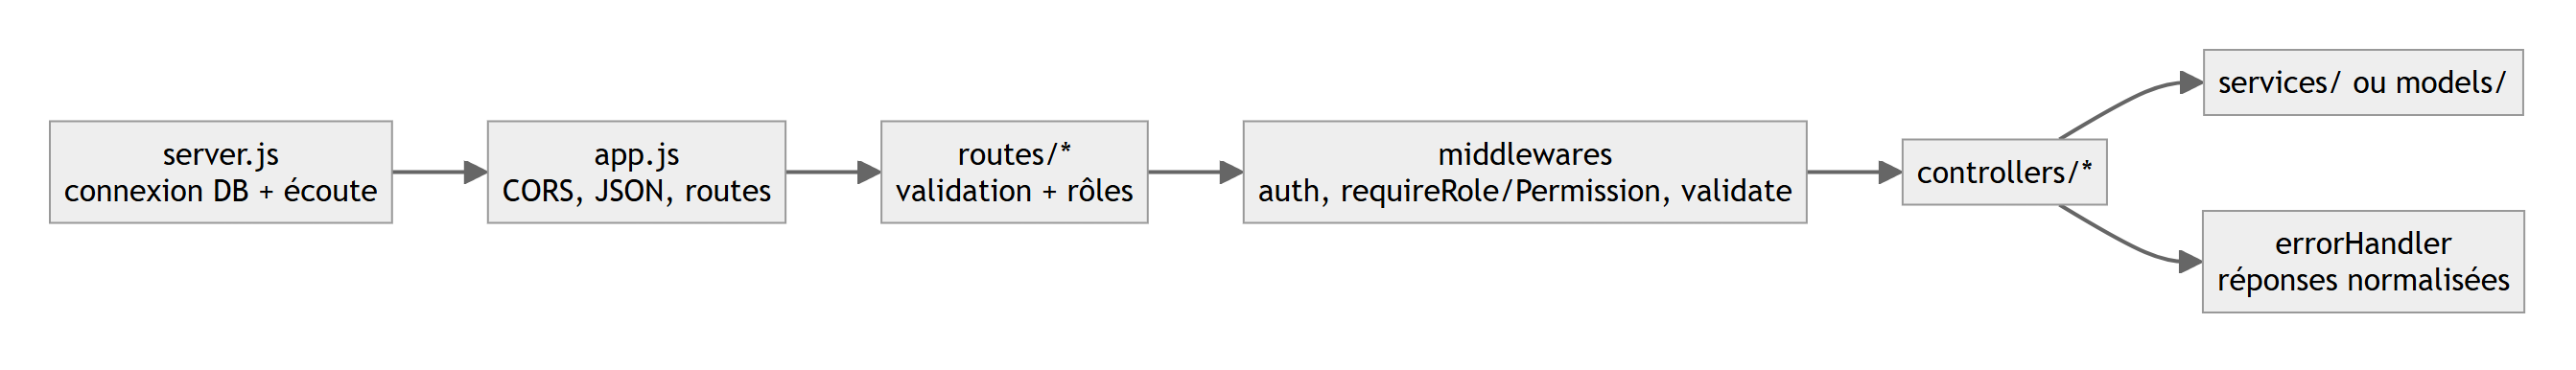 server.js
connexion DB + écoute
app.js
CORS, JSON, routes
routes/*
validation + rôles
middlewares
auth, requireRole/Permission, validate
controllers/*
services/ ou models/
errorHandler
réponses normalisées